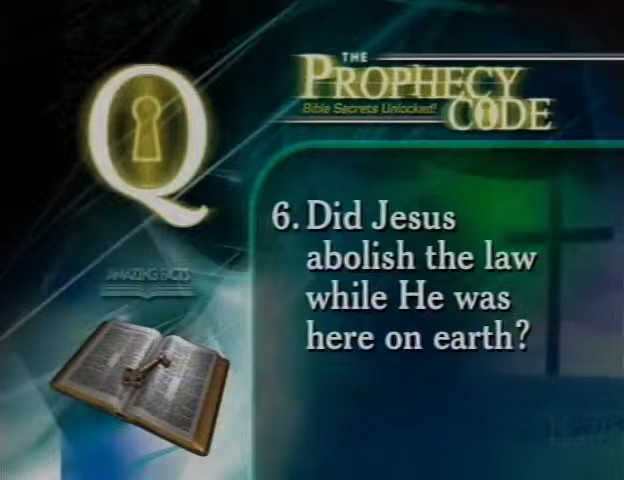 Q
THE
PROPHECY
Bible Secrets Unlocked!
CODE
6. Did Jesus
abolish the law
while He was
here on earth?
AMAZING FACTS